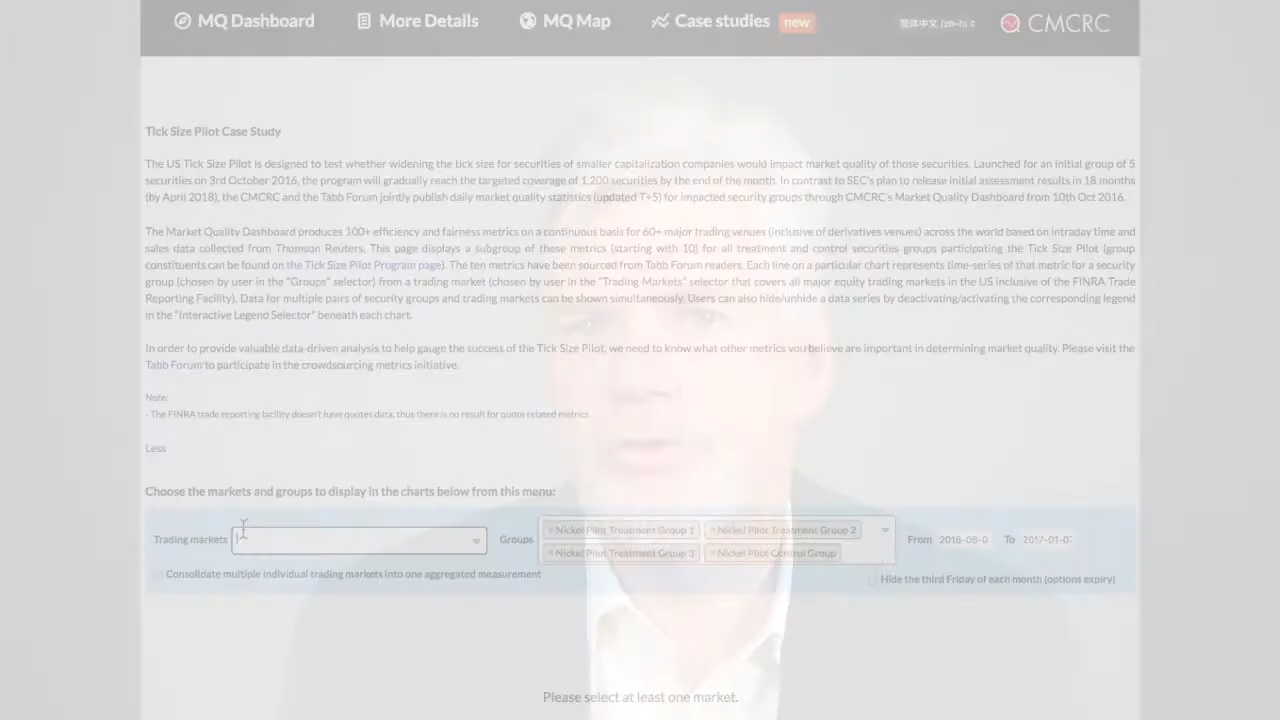 MQ Dashboard More Details MQ Map Case studies new 简体中文 (zh-h CMCRC
Tick Size Pilot Case Study
The US Tick Size Pilot is designed to test whether widening the tick size for securities of smaller capitalization companies would impact market quality of those securities. Launched for an initial group of 5
securities on 3rd October 2016, the program will gradually reach the targeted coverage of 1,200 securities by the end of the month. In contrast to SEC's plan to release initial assessment results in 18 months
(by April 2018), the CMCRC and the Tabb Forum jointly publish daily market quality statistics (updated T+5) for impacted security groups through CMCRC's Market Quality Dashboard from 10th Oct 2016.
The Market Quality Dashboard produces 100+ efficiency and fairness metrics on a continuous basis for 60+ major trading venues (inclusive of derivatives venues) across the world based on intraday time and
sales data collected from Thomson Reuters. This page displays a subgroup of these metrics (starting with 10) for all treatment and control securities groups participating the Tick Size Pilot (group
constituents can be found on the Tick Size Pilot Program page). The ten metrics have been sourced from Tabb Forum readers. Each line on a particular chart represents time-series of that metric for a security
group (chosen by user in the "Groups" selector) from a trading market (chosen by user in the "Trading Markets" selector that covers all major equity trading markets in the US inclusive of the FINRA Trade
Reporting Facility). Data for multiple pairs of security groups and trading markets can be shown simultaneously. Users can also hide/unhide a data series by deactivating/activating the corresponding legend
in the "Interactive Legend Selector" beneath each chart.
In order to provide valuable data-driven analysis to help gauge the success of the Tick Size Pilot, we need to know what other metrics you believe are important in determining market quality. Please visit the
Tabb Forum to participate in the crowdsourcing metrics initiative.
Note:
- The FINRA trade reporting facility doesn't have quotes data, thus there is no result for quote related metrics.
Less
Choose the markets and groups to display in the charts below from this menu:
× Nickel Pilot Treatment Group 1 × Nickel Pilot Treatment Group 2
Trading markets Groups From 2016-06-0 To 2017-01-0
× Nickel Pilot Treatment Group 3 × Nickel Pilot Control Group
Consolidate multiple individual trading markets into one aggregated measurement
Hide the third Friday of each month (options expiry)
Please select at least one market.